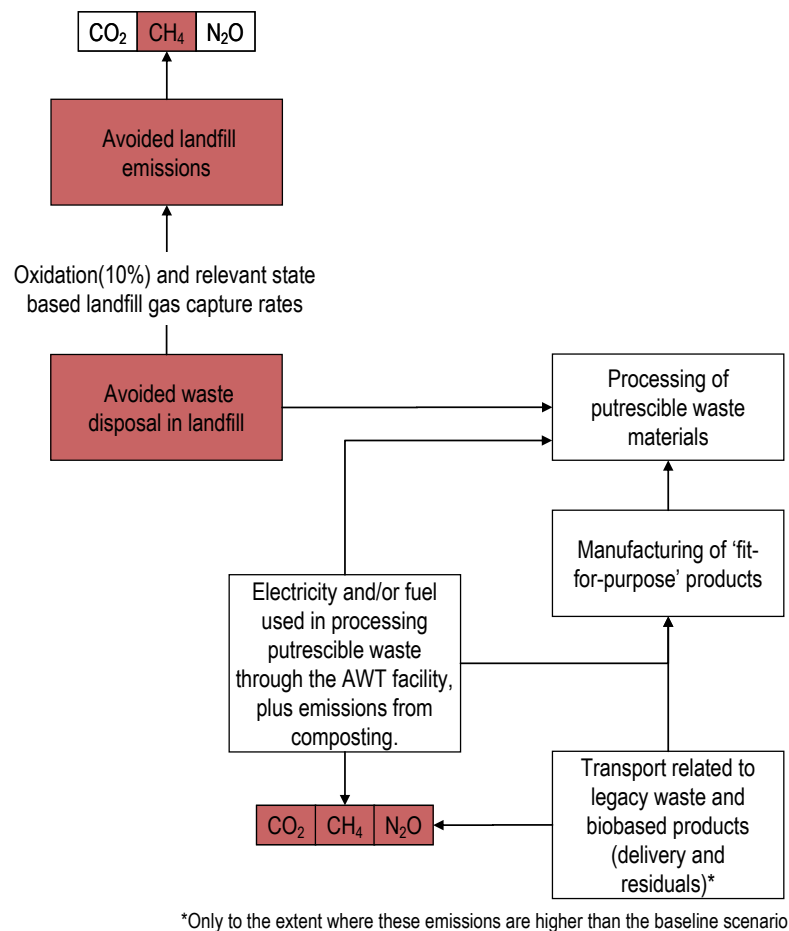 CO₂ CH₄ N₂O
Avoided landfill
emissions
Oxidation(10%) and relevant state
based landfill gas capture rates
Avoided waste
disposal in landfill
Processing of
putrescible waste
materials
Manufacturing of ‘fit-
for-purpose’ products
Electricity and/or fuel
used in processing
putrescible waste
through the AWT facility,
plus emissions from
composting.
Transport related to
legacy waste and
biobased products
(delivery and
residuals)*
CO₂ CH₄ N₂O
*Only to the extent where these emissions are higher than the baseline scenario